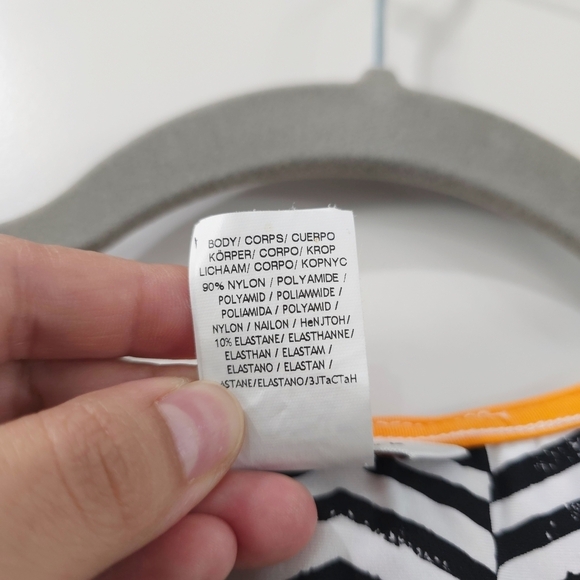 BODY/ CORPS/ CUERPO
KÖRPER/ CORPO/ KROP
LICHAAM/ CORPO/ KOPNYC
90% NYLON / POLYAMIDE /
POLYAMID / POLIAMMIDE /
POLIAMIDA / POLYAMID /
NYLON / NAILON / HeNJTOH/
10% ELASTANE/ ELASTHANNE/
ELASTHAN / ELASTAM /
ELASTANO / ELASTAN /
/ELASTANO/3JTaCTaH